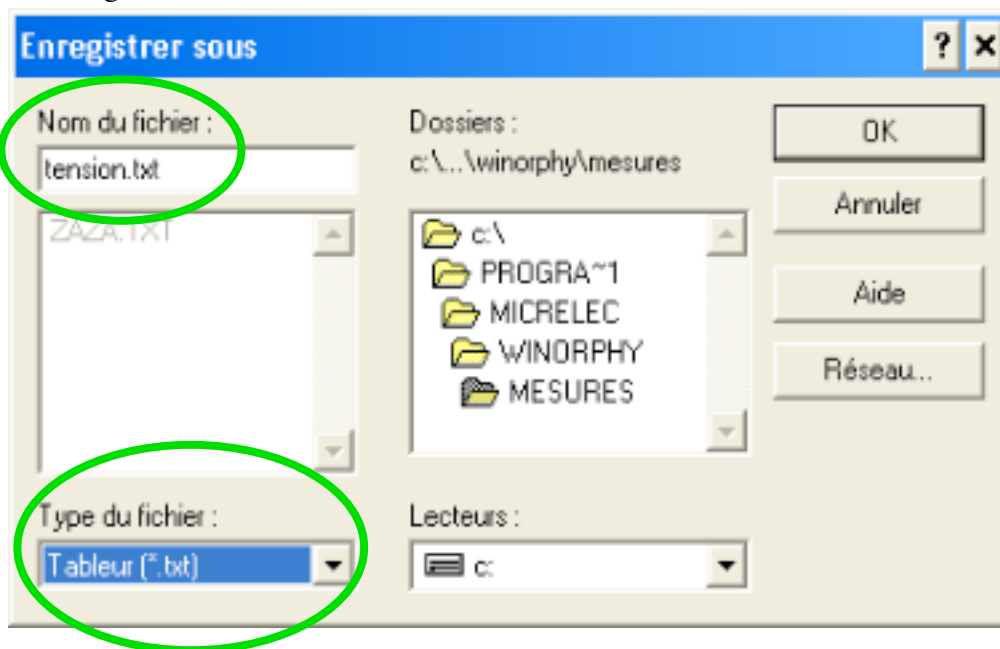 Enregistrer sous
Nom du fichier :
tension.txt
ZAZA.TXT
Type du fichier :
Tableur (*.txt)
Dossiers :
c:\...\winorphy\mesures
c:\
PROGRA~1
MICRELEC
WINORPHY
MESURES
Lecteurs :
c:
OK
Annuler
Aide
Réseau...